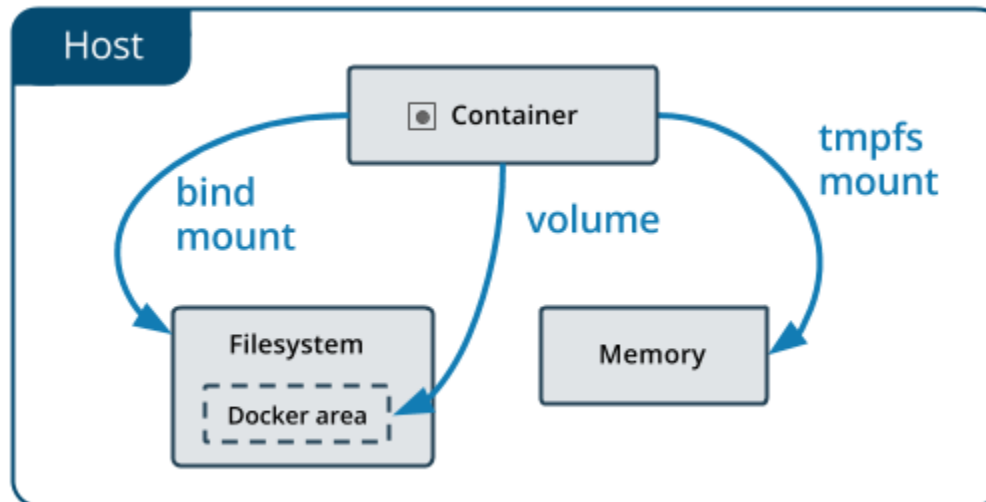 Host
Container
bind
mount
volume
tmpfs
mount
Filesystem
Docker area
Memory